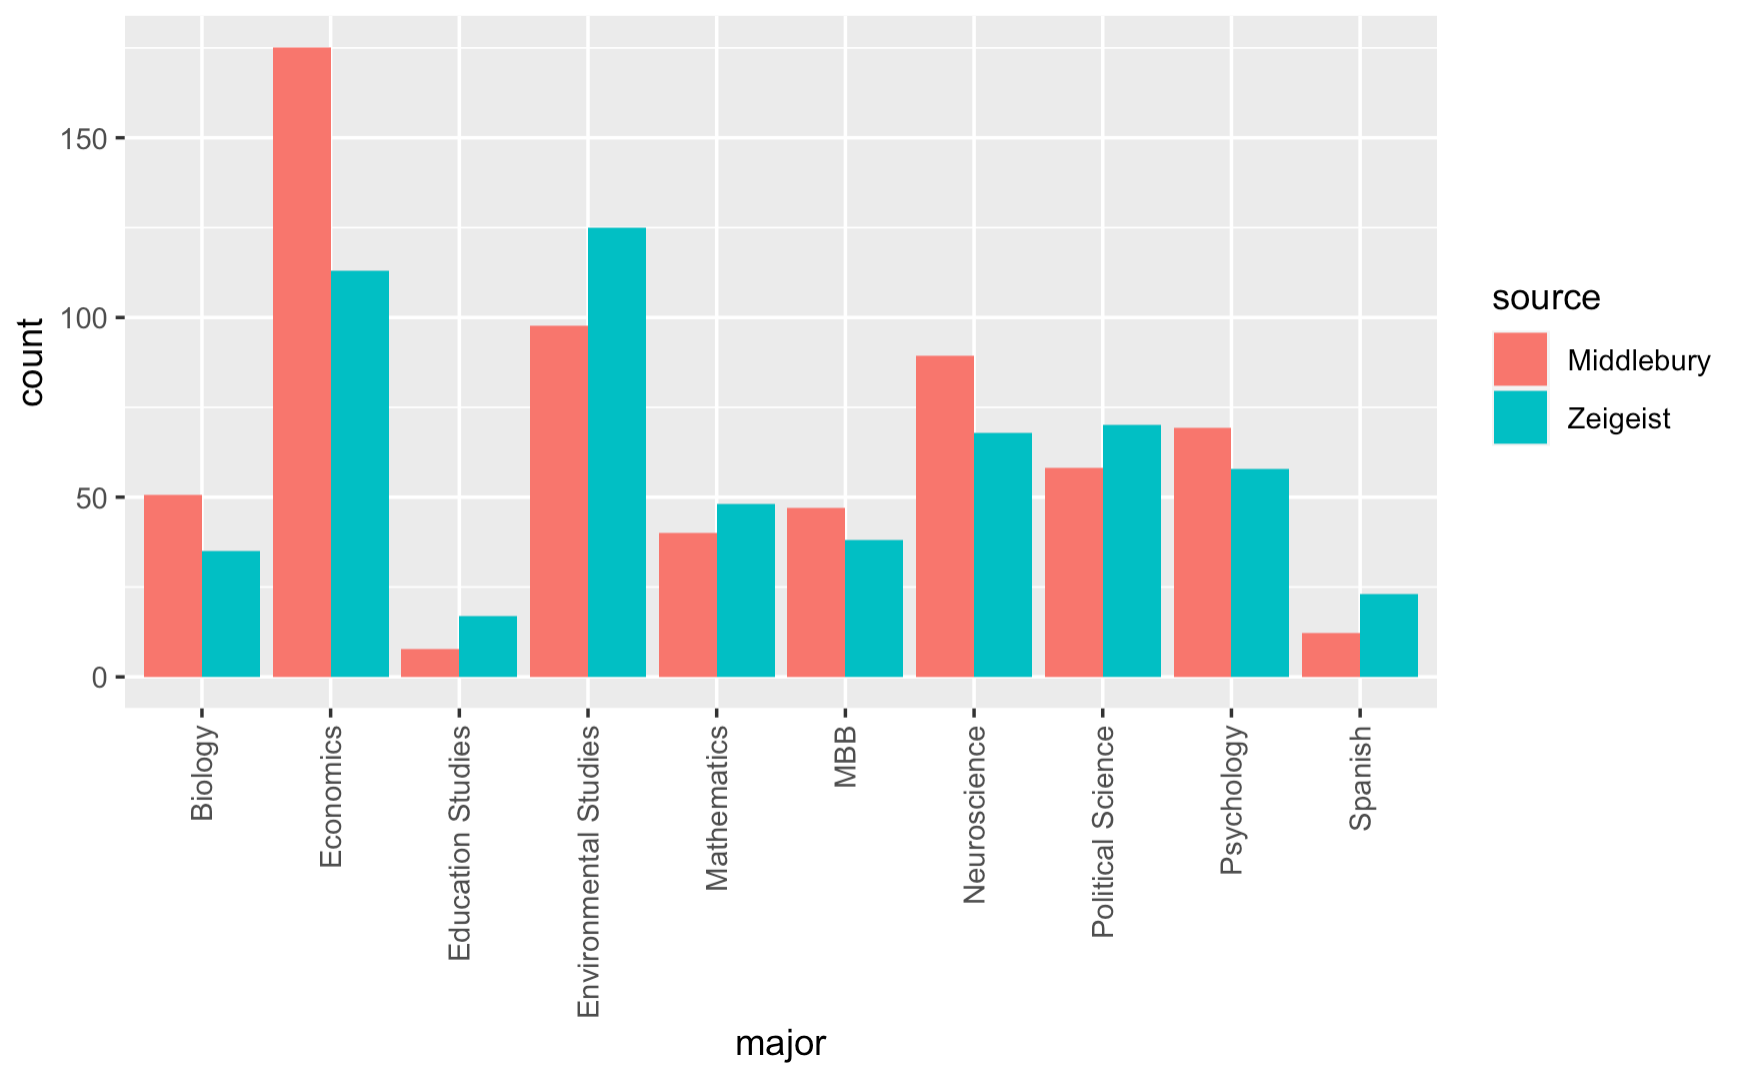 count
150
100
50
0
Biology
Economics
Education Studies
Environmental Studies
Mathematics
MBB
Neuroscience
Political Science
Psychology
Spanish
major
source
Middlebury
Zeigeist